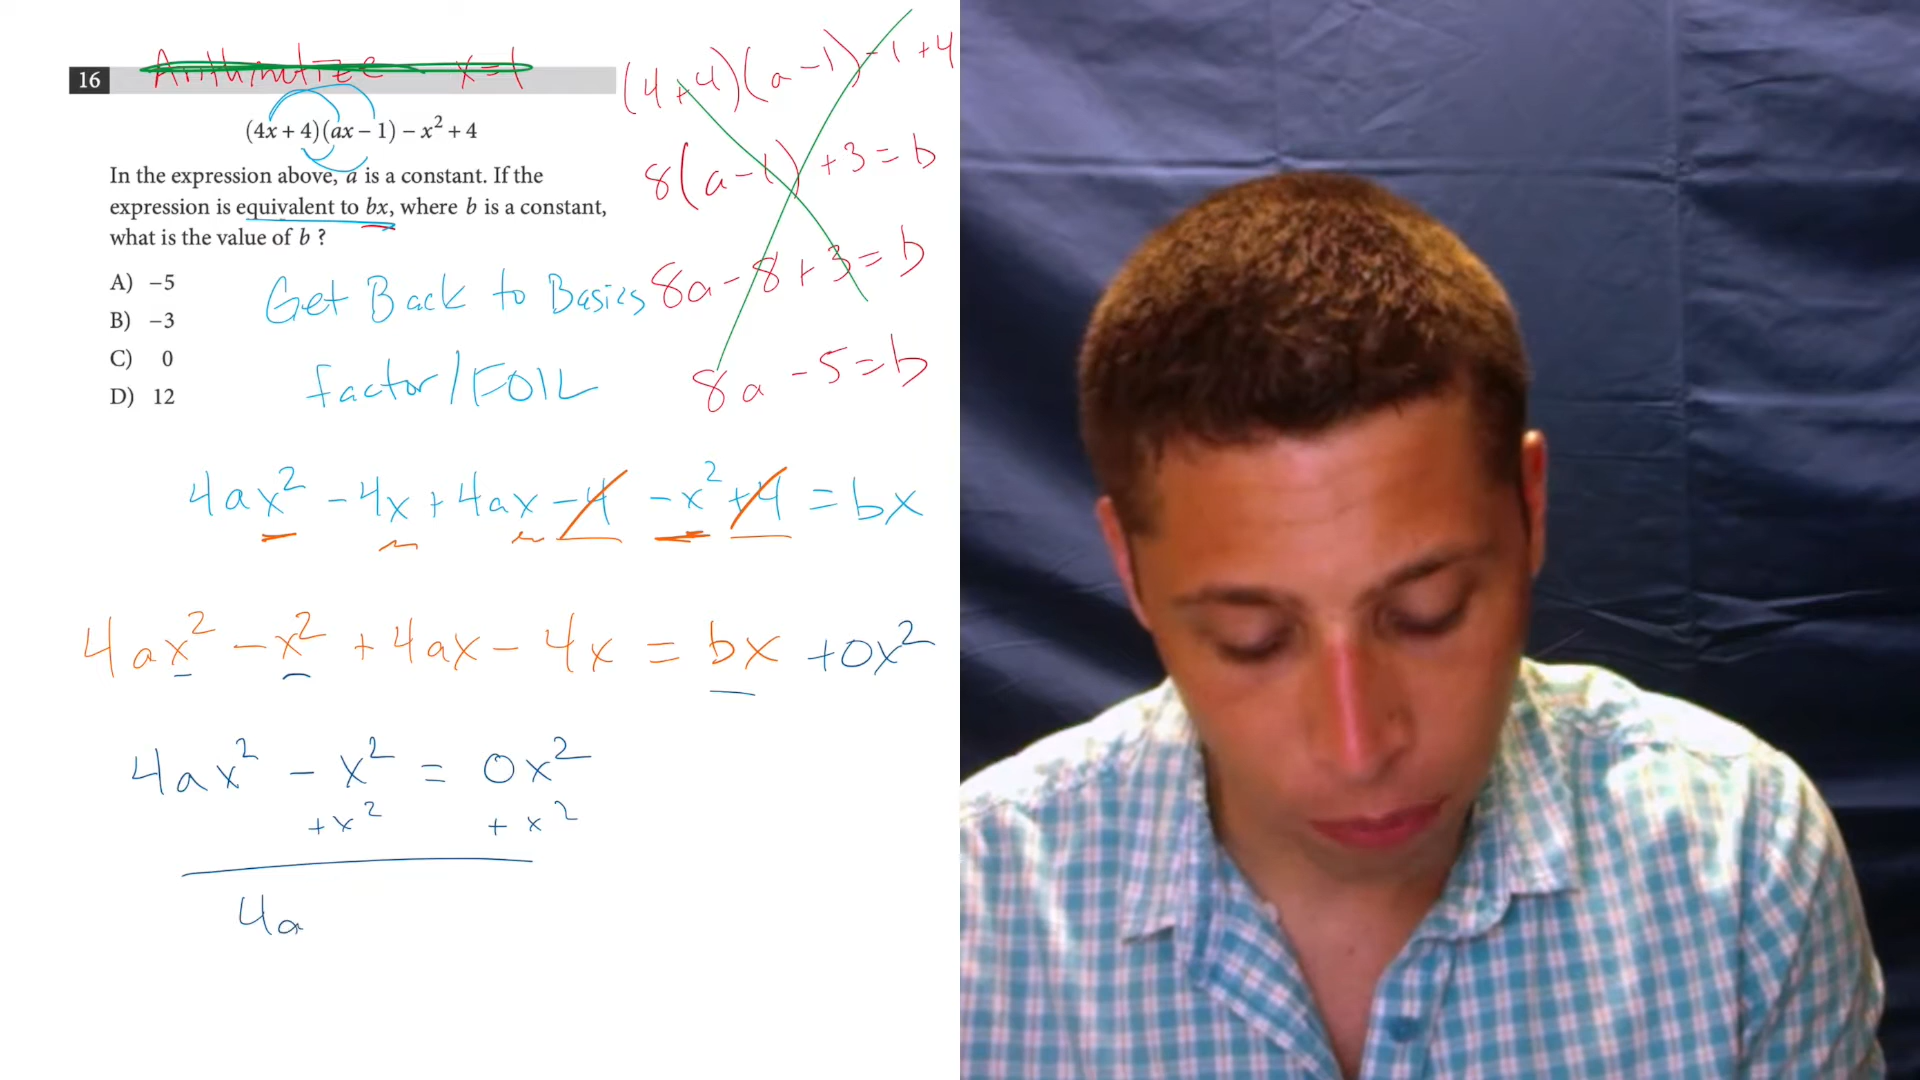 Arithmetize x=1
16
(4x + 4)(ax − 1) − x² + 4
In the expression above, a is a constant. If the
expression is equivalent to bx, where b is a constant,
what is the value of b ?
A) −5
B) −3
C) 0
D) 12
(4+4)(a−1)−1+4
8(a−1)+3=b
8a−8+3=b
8a−5=b
Get Back to Basics
factor/FOIL
4ax² −4x +4ax −4 −x² +4 = bx
4ax² − x² + 4ax − 4x = bx +0x²
4ax² − x² = 0x²
+x² + x²
4a